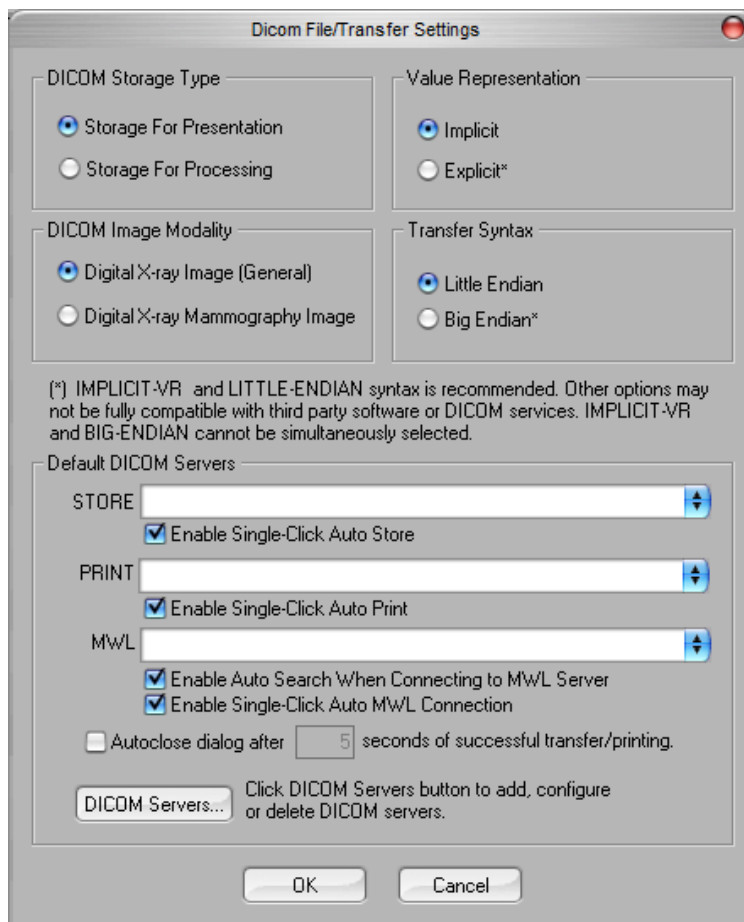 Dicom File/Transfer Settings
DICOM Storage Type
Storage For Presentation
Storage For Processing
Value Representation
Implicit
Explicit*
DICOM Image Modality
Digital X-ray Image (General)
Digital X-ray Mammography Image
Transfer Syntax
Little Endian
Big Endian*
(*) IMPLICIT-VR and LITTLE-ENDIAN syntax is recommended. Other options may
not be fully compatible with third party software or DICOM services. IMPLICIT-VR
and BIG-ENDIAN cannot be simultaneously selected.
Default DICOM Servers
STORE
Enable Single-Click Auto Store
PRINT
Enable Single-Click Auto Print
MWL
Enable Auto Search When Connecting to MWL Server
Enable Single-Click Auto MWL Connection
Autoclose dialog after 5 seconds of successful transfer/printing.
DICOM Servers...
Click DICOM Servers button to add, configure
or delete DICOM servers.
OK
Cancel